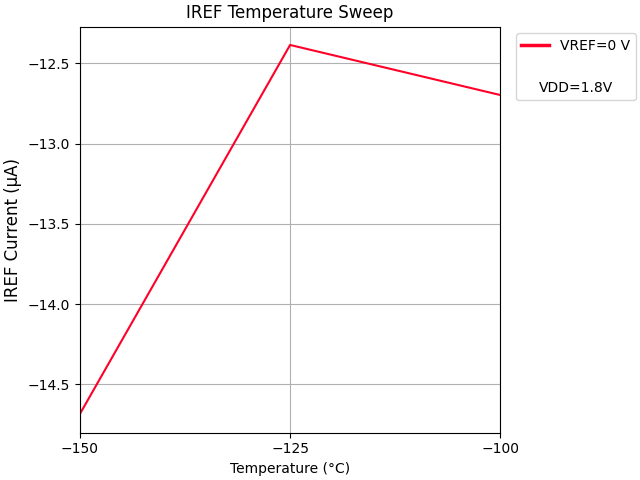 IREF Temperature Sweep
VREF=0 V
VDD=1.8V
IREF Current (μA)
−12.5
−13.0
−13.5
−14.0
−14.5
−150
−125
−100
Temperature (°C)